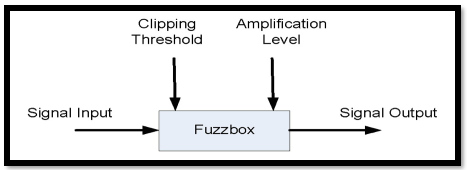 Clipping
Threshold
Amplification
Level
Signal Input
Fuzzbox
Signal Output